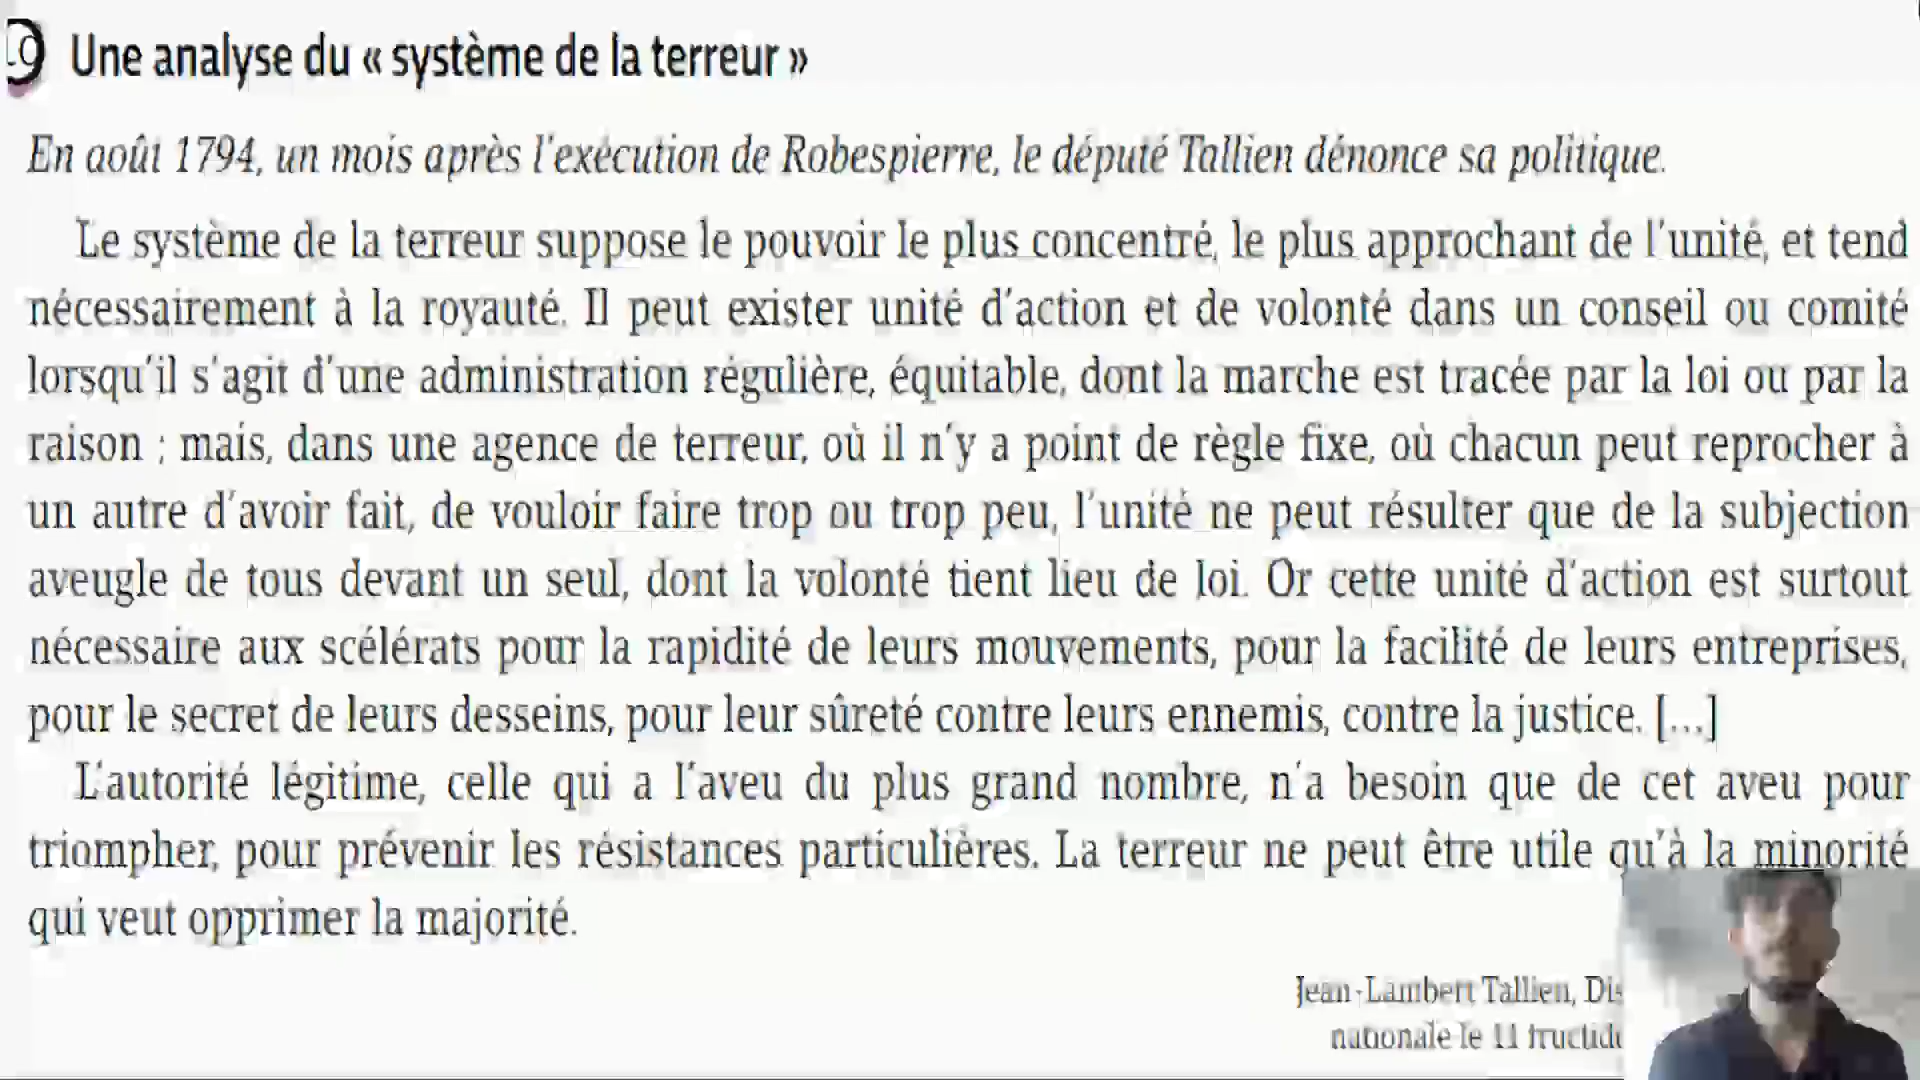 19 Une analyse du « système de la terreur »
En août 1794, un mois après l'exécution de Robespierre, le député Tallien dénonce sa politique.
Le système de la terreur suppose le pouvoir le plus concentré, le plus approchant de l'unité, et tend
nécessairement à la royauté. Il peut exister unité d'action et de volonté dans un conseil ou comité
lorsqu'il s'agit d'une administration régulière, équitable, dont la marche est tracée par la loi ou par la
raison ; mais, dans une agence de terreur, où il n'y a point de règle fixe, où chacun peut reprocher à
un autre d'avoir fait, de vouloir faire trop ou trop peu, l'unité ne peut résulter que de la subjection
aveugle de tous devant un seul, dont la volonté tient lieu de loi. Or cette unité d'action est surtout
nécessaire aux scélérats pour la rapidité de leurs mouvements, pour la facilité de leurs entreprises,
pour le secret de leurs desseins, pour leur sûreté contre leurs ennemis, contre la justice. [...]
L'autorité légitime, celle qui a l'aveu du plus grand nombre, n'a besoin que de cet aveu pour
triompher, pour prévenir les résistances particulières. La terreur ne peut être utile qu'à la minorité
qui veut opprimer la majorité.
Jean-Lambert Tallien,
nationale le 11